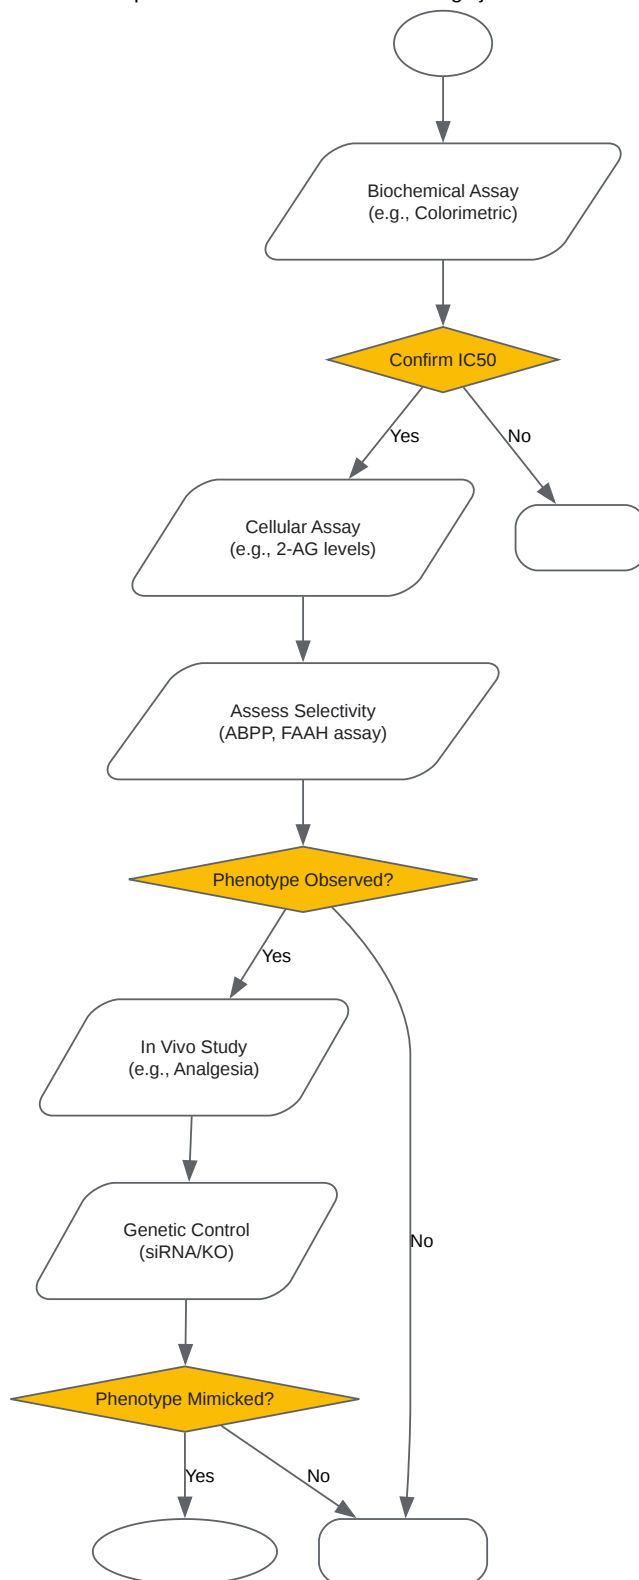 Biochemical Assay
(e.g., Colorimetric)
Confirm IC50
Yes
No
Cellular Assay
(e.g., 2-AG levels)
Assess Selectivity
(ABPP, FAAH assay)
Phenotype Observed?
Yes
In Vivo Study
(e.g., Analgesia)
Genetic Control
(siRNA/KO)
No
Phenotype Mimicked?
Yes
No